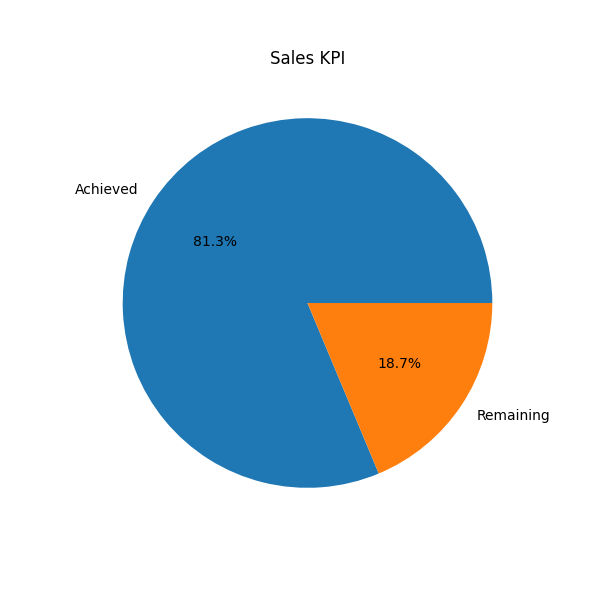 Sales KPI
Achieved
81.3%
18.7%
Remaining